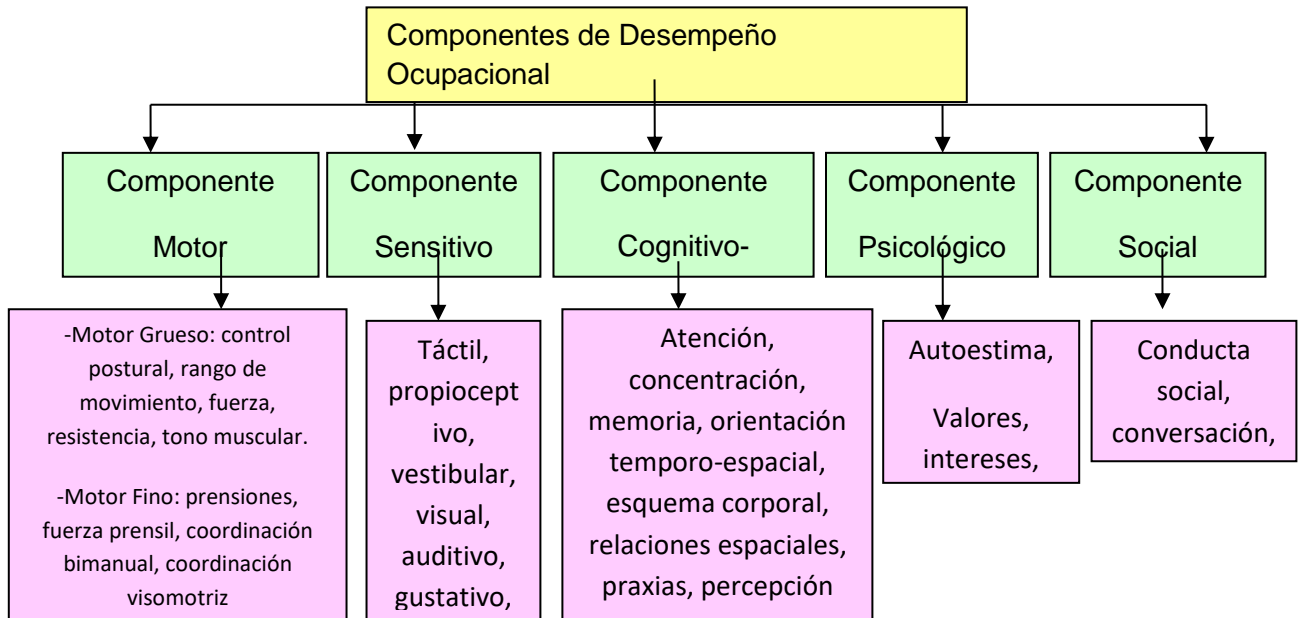 Componentes de Desempeño
Ocupacional
Componente
Motor
Componente
Sensitivo
Componente
Cognitivo-
Componente
Psicológico
Componente
Social
-Motor Grueso: control
postural, rango de
movimiento, fuerza,
resistencia, tono muscular.
-Motor Fino: prensiones,
fuerza prensil, coordinación
bimanual, coordinación
visomotriz
Táctil,
propiocept
ivo,
vestibular,
visual,
auditivo,
gustativo,
Atención,
concentración,
memoria, orientación
temporo-espacial,
esquema corporal,
relaciones espaciales,
praxias, percepción
Autoestima,
Valores,
intereses,
Conducta
social,
conversación,